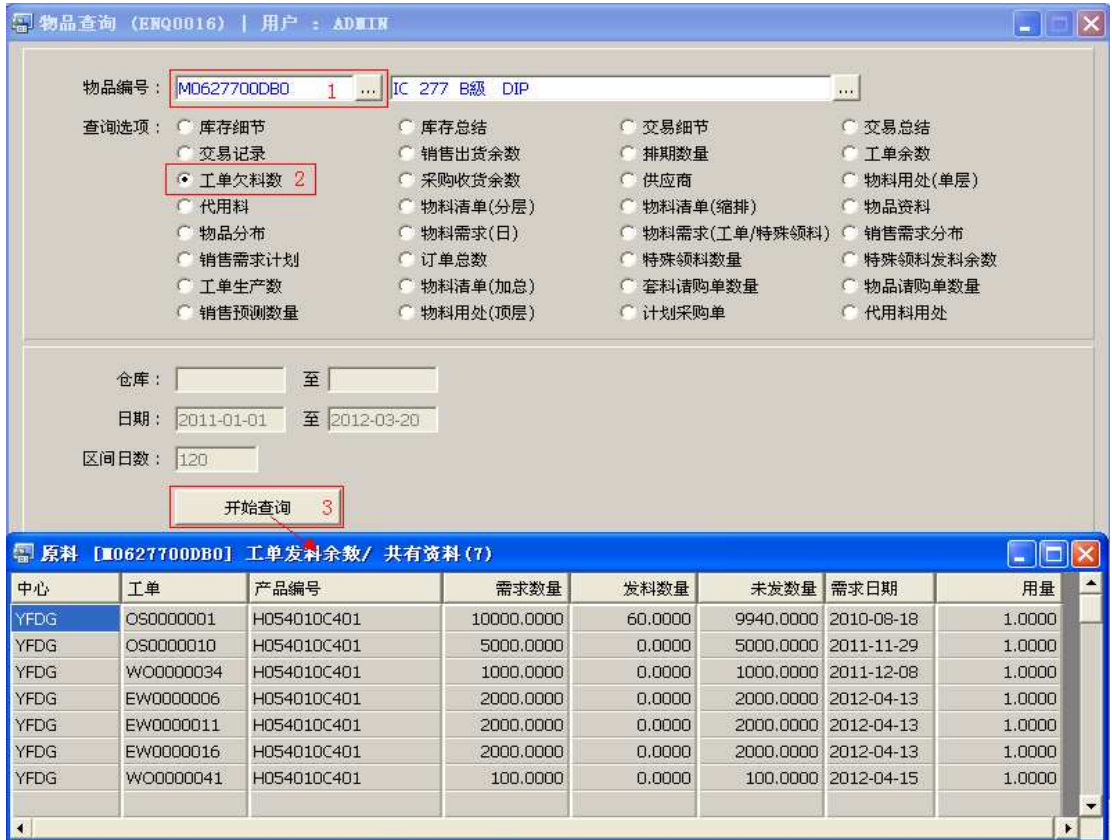 物品查询 (ENQ0016) | 用户 : ADMIN
物品编号： M0627700DB0 1 ... IC 277 B級 DIP ...
查询选项： 库存细节 库存总结 交易细节 交易总结
交易记录 销售出货余数 排期数量 工单余数
工单欠料数 2 采购收货余数 供应商 物料用处(单层)
代用料 物料清单(分层) 物料清单(缩排) 物品资料
物品分布 物料需求(日) 物料需求(工单/特殊领料) 销售需求分布
销售需求计划 订单总数 特殊领料数量 特殊领料发料余数
工单生产数 物料清单(加总) 套料请购单数量 物品请购单数量
销售预测数量 物料用处(顶层) 计划采购单 代用料用处
仓库： 至
日期： 2011-01-01 至 2012-03-20
区间日数： 120
开始查询 3
原料 [M0627700DB0] 工单发料余数/ 共有资料(7)
中心 工单 产品编号 需求数量 发料数量 未发数量 需求日期 用量
YFDG OS0000001 H054010C401 10000.0000 60.0000 9940.0000 2010-08-18 1.0000
YFDG OS0000010 H054010C401 5000.0000 0.0000 5000.0000 2011-11-29 1.0000
YFDG WO0000034 H054010C401 1000.0000 0.0000 1000.0000 2011-12-08 1.0000
YFDG EW0000006 H054010C401 2000.0000 0.0000 2000.0000 2012-04-13 1.0000
YFDG EW0000011 H054010C401 2000.0000 0.0000 2000.0000 2012-04-13 1.0000
YFDG EW0000016 H054010C401 2000.0000 0.0000 2000.0000 2012-04-13 1.0000
YFDG WO0000041 H054010C401 100.0000 0.0000 100.0000 2012-04-15 1.0000